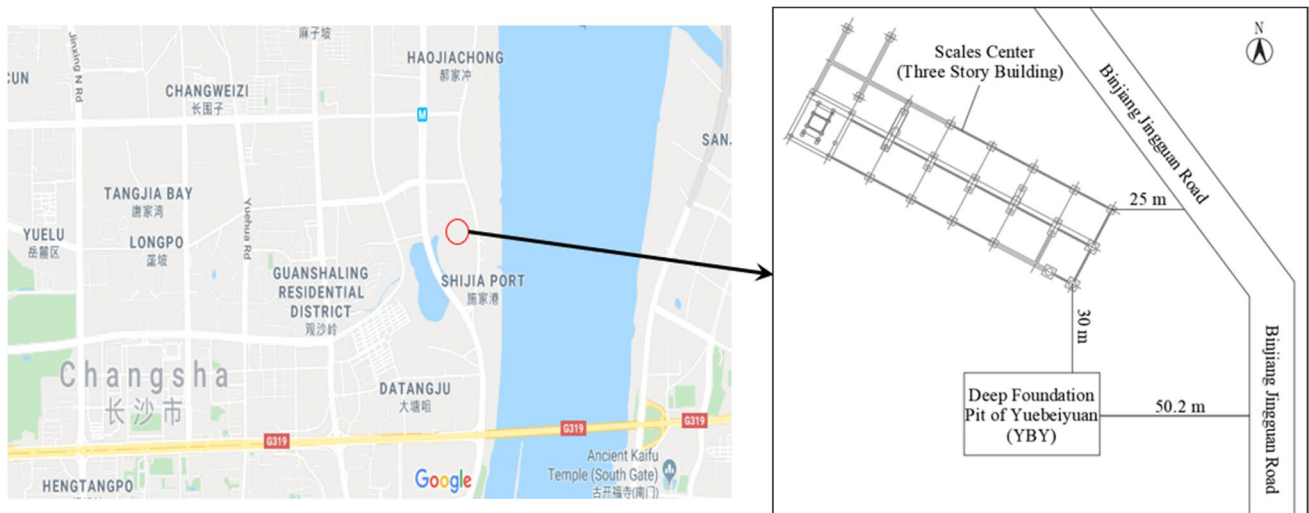 Jinxing N Rd
麻子坡
HAOJIACHONG
郝家冲
CUN
CHANGWEIZI
长国子
M
SAN.
TANGJIA BAY
唐家湾
YUELU
岳麓区
LONGPO
垄坡
Yuehua Rd
GUANSHALING
RESIDENTIAL
DISTRICT
观沙岭
SHIJIA PORT
施家港
Changsha
长沙市
DATANGJU
大塘咀
G319
G319
G319
HENGTANGPO
Google
Ancient Kaifu
Temple (South Gate)
古开福寺(南门)
N
Scales Center
(Three Story Building)
Binjiang Jingguan Road
25 m
30 m
Deep Foundation
Pit of Yuebeiyuan
(YBY)
50.2 m
Binjiang Jingguan Road